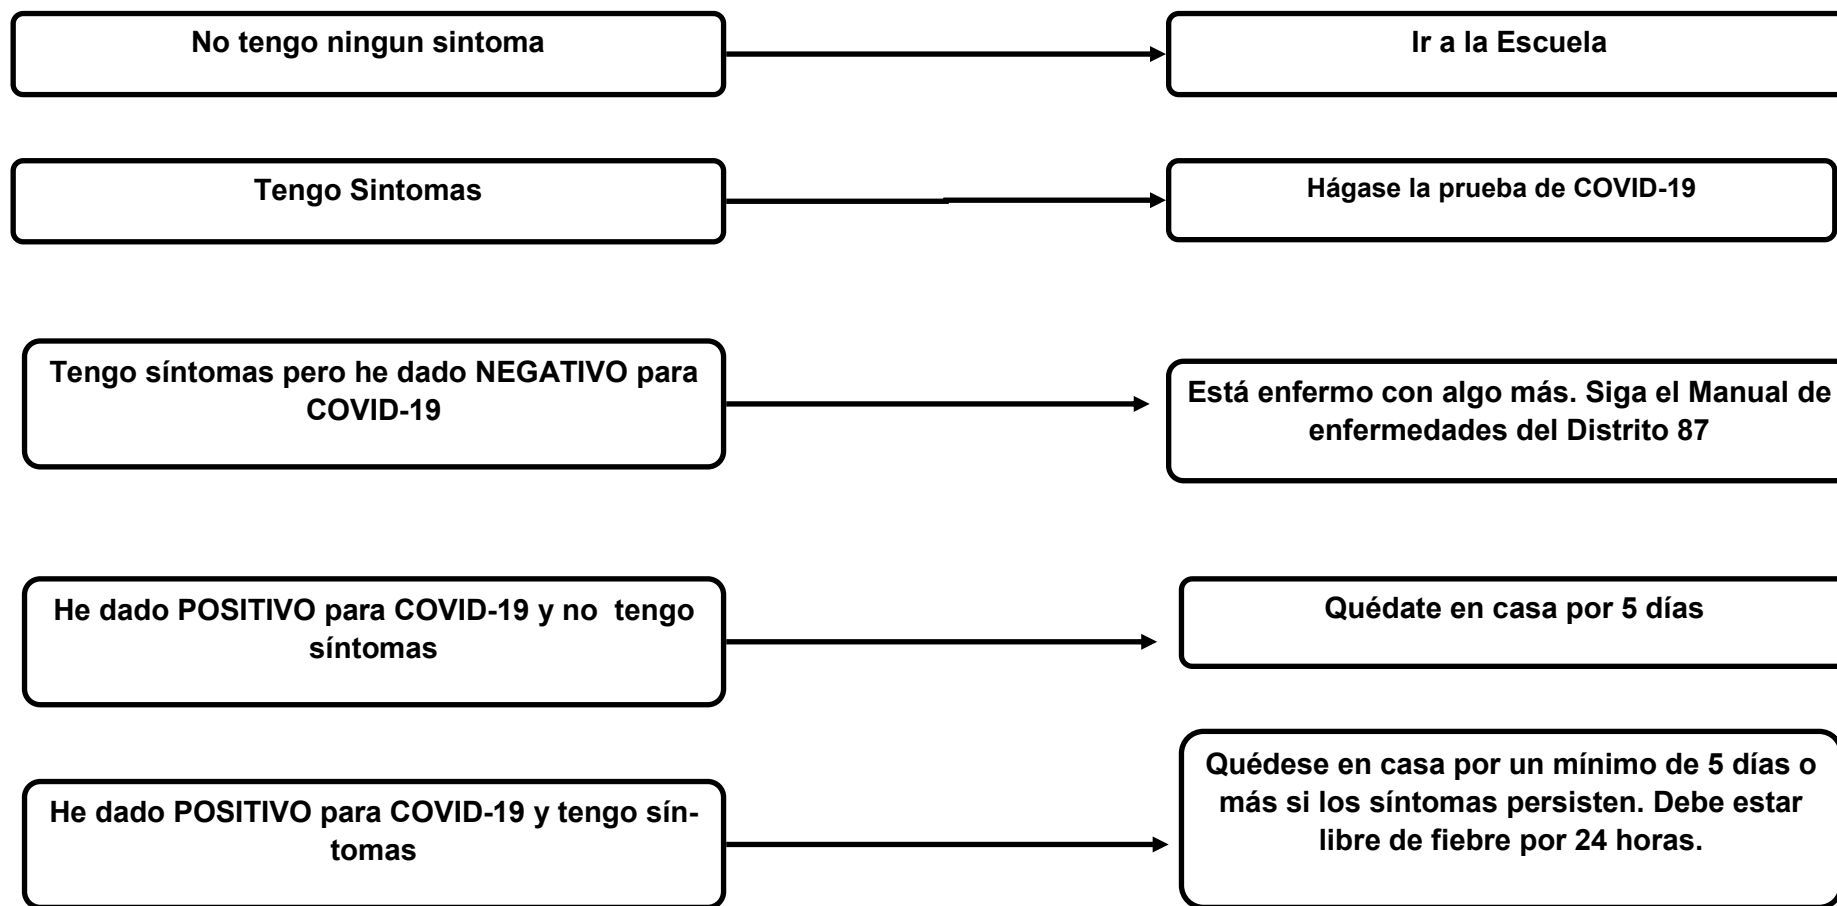 No tengo ningun sintoma
Ir a la Escuela
Tengo Sintomas
Hágase la prueba de COVID-19
Tengo síntomas pero he dado NEGATIVO para
COVID-19
Está enfermo con algo más. Siga el Manual de
enfermedades del Distrito 87
He dado POSITIVO para COVID-19 y no  tengo
síntomas
Quédate en casa por 5 días
He dado POSITIVO para COVID-19 y tengo sín-
tomas
Quédese en casa por un mínimo de 5 días o
más si los síntomas persisten. Debe estar
libre de fiebre por 24 horas.